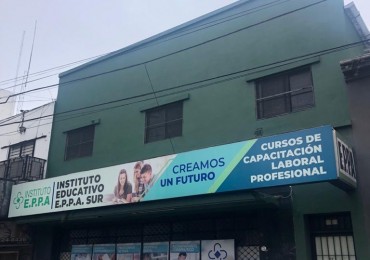 INSTITUTO
E.P.P.A
INSTITUTO
EDUCATIVO
E.P.P.A. SUR
CREAMOS
UN FUTURO
CURSOS DE
CAPACITACIÓN
LABORAL
PROFESIONAL